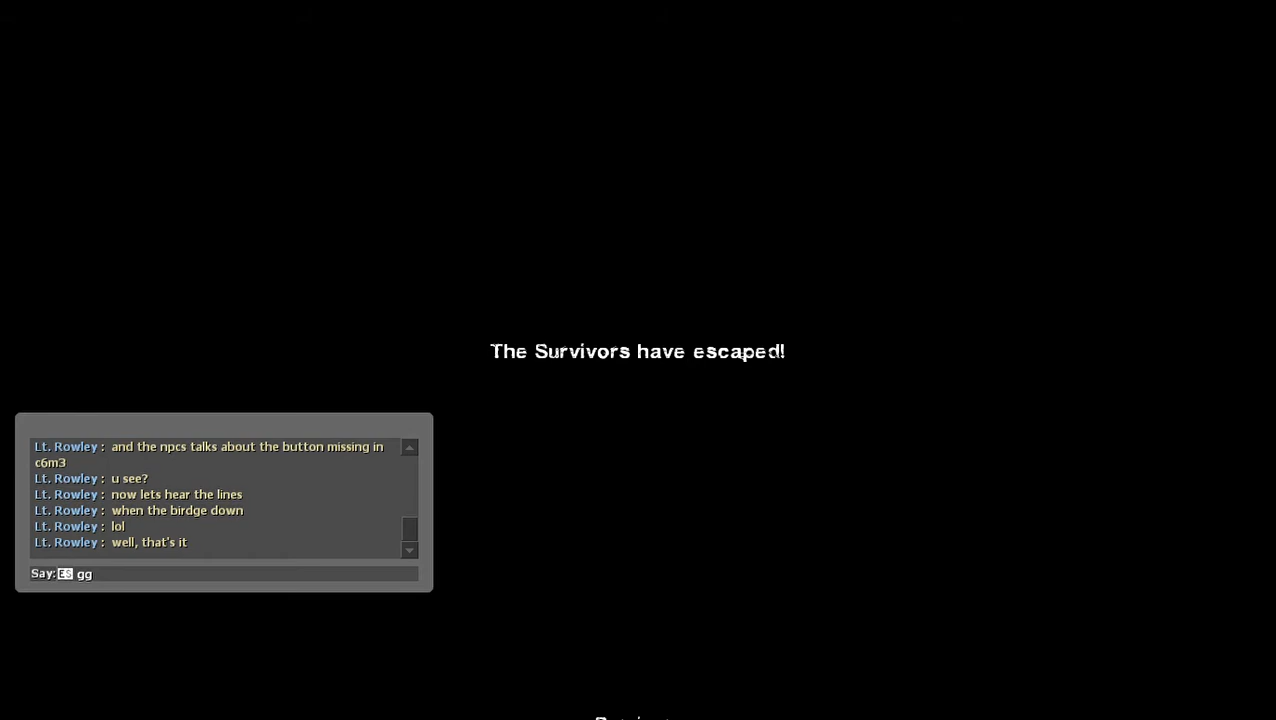 The Survivors have escaped!
Lt. Rowley : and the npcs talks about the button missing in
c6m3
Lt. Rowley : u see?
Lt. Rowley : now lets hear the lines
Lt. Rowley : when the birdge down
Lt. Rowley : lol
Lt. Rowley : well, that's it
Say: ES gg